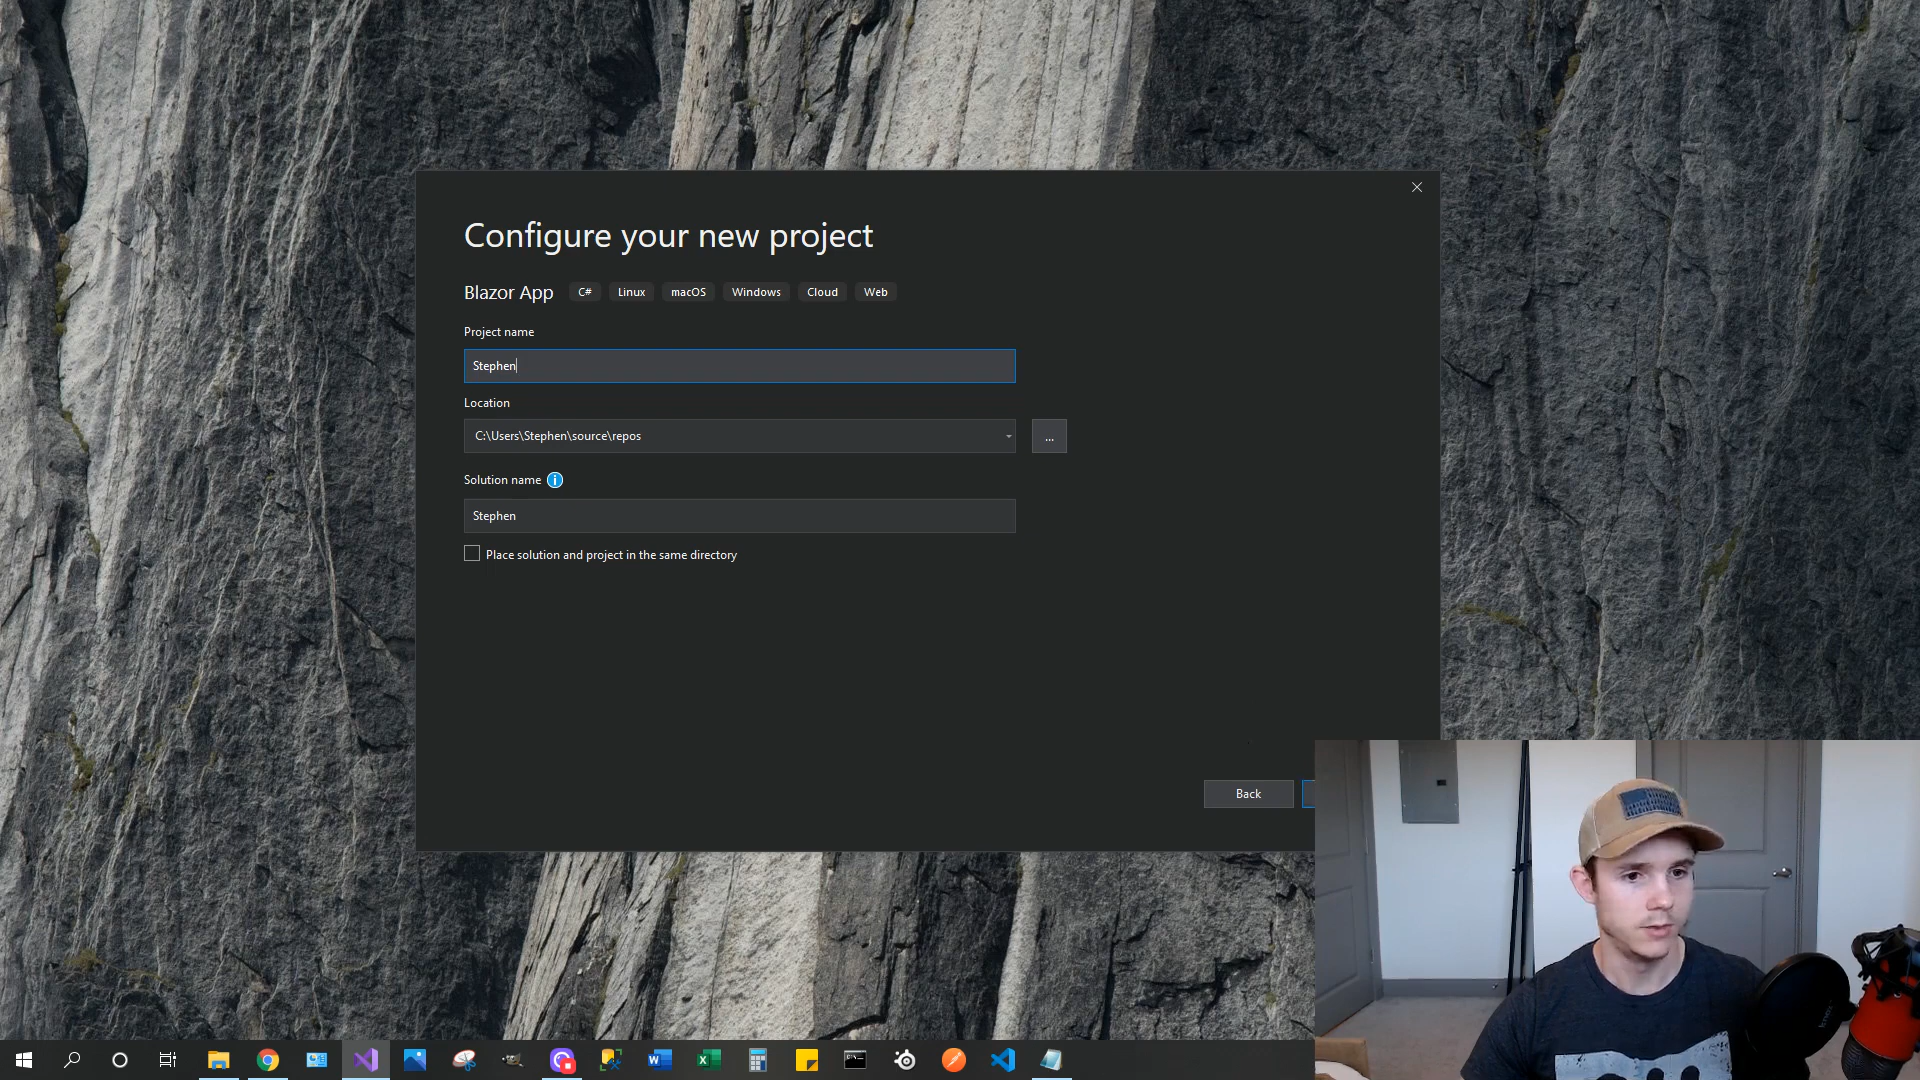 Configure your new project
Blazor App C# Linux macOS Windows Cloud Web
Project name
Stephen
Location
C:\Users\Stephen\source\repos
...
Solution name
Stephen
Place solution and project in the same directory
Back